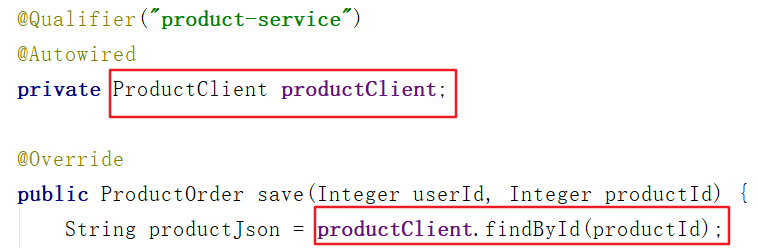 @Qualifier("product-service")
@Autowired
private ProductClient productClient;
@Override
public ProductOrder save(Integer userId, Integer productId) {
String productJson = productClient.findById(productId);